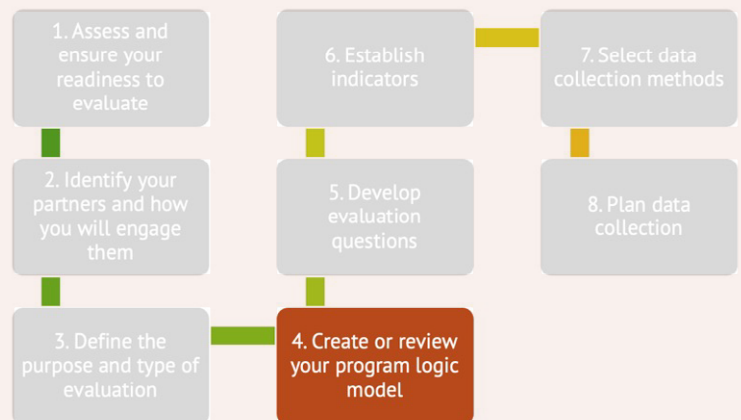 1. Assess and
ensure your
readiness to
evaluate
2. Identify your
partners and how
you will engage
them
3. Define the
purpose and type of
evaluation
4. Create or review
your program logic
model
5. Develop
evaluation
questions
6. Establish
indicators
7. Select data
collection methods
8. Plan data
collection